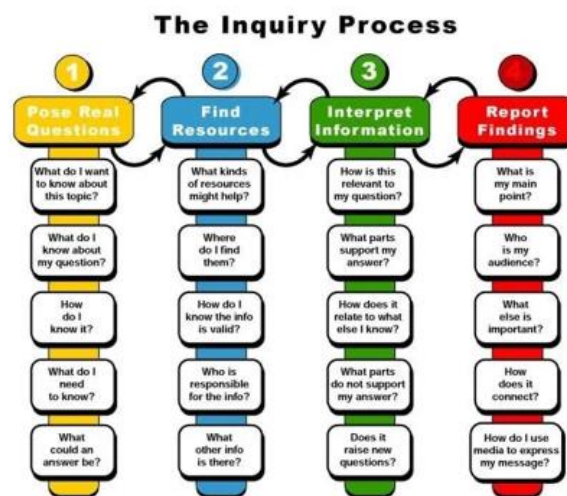 The Inquiry Process
1
Pose Real
Questions
What do I want
to know about
this topic?
What do I
know about
my question?
How
do I
know it?
What do I
need
to know?
What
could an
answer be?
2
Find
Resources
What kinds
of resources
might help?
Where
do I find
them?
How do I
know the info
is valid?
Who is
responsible
for the info?
What
other info
is there?
3
Interpret
Information
How is this
relevant to
my question?
What parts
support my
answer?
How does it
relate to what
else I know?
What parts
do not support
my answer?
Does it
raise new
questions?
4
Report
Findings
What is
my main
point?
Who
is my
audience?
What
else is
important?
How
does it
connect?
How do I use
media to express
my message?